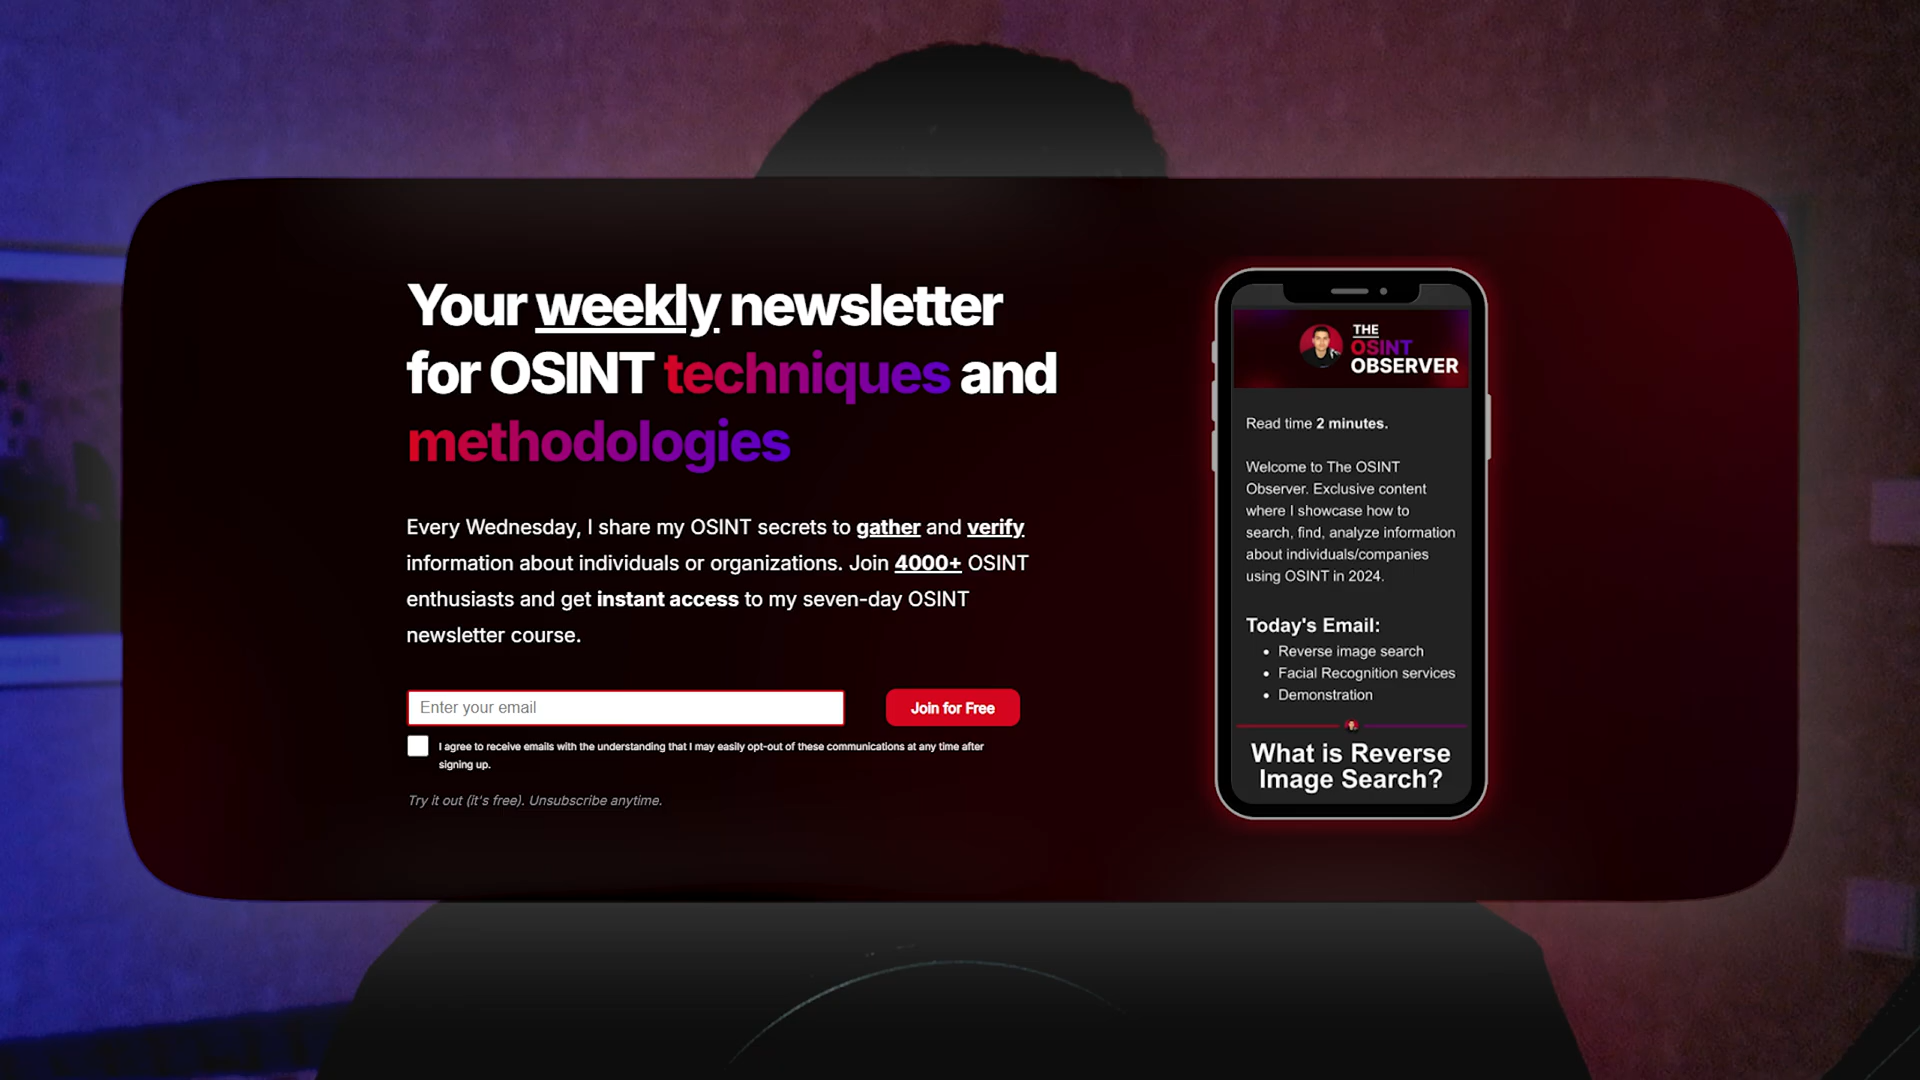 Your weekly newsletter
for OSINT techniques and
methodologies
Every Wednesday, I share my OSINT secrets to gather and verify
information about individuals or organizations. Join 4000+ OSINT
enthusiasts and get instant access to my seven-day OSINT
newsletter course.
Enter your email
Join for Free
I agree to receive emails with the understanding that I may easily opt-out of these communications at any time after
signing up.
Try it out (it's free). Unsubscribe anytime.
THE
OSINT
OBSERVER
Read time 2 minutes.
Welcome to The OSINT
Observer. Exclusive content
where I showcase how to
search, find, analyze information
about individuals/companies
using OSINT in 2024.
Today's Email:
• Reverse image search
• Facial Recognition services
• Demonstration
What is Reverse
Image Search?